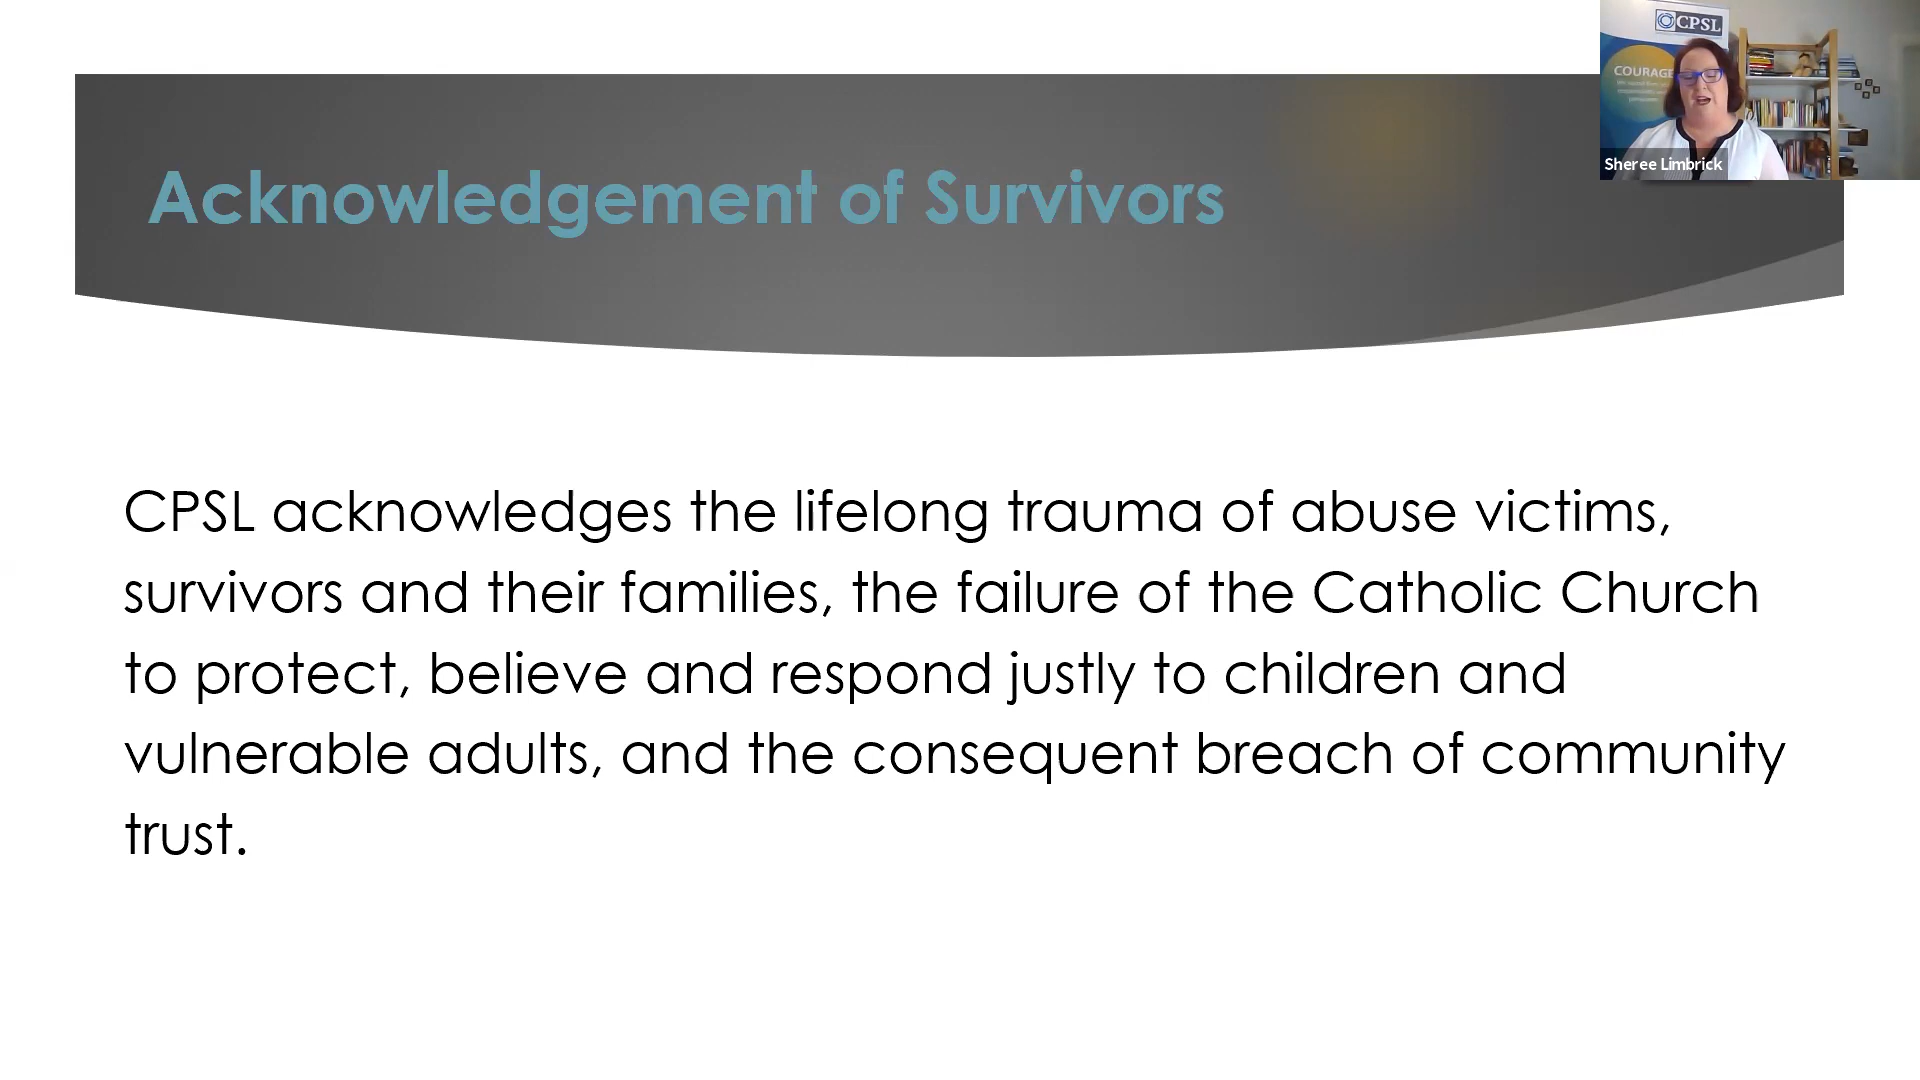 CPSL
COURAGE
Sheree Limbrick
Acknowledgement of Survivors
CPSL acknowledges the lifelong trauma of abuse victims,
survivors and their families, the failure of the Catholic Church
to protect, believe and respond justly to children and
vulnerable adults, and the consequent breach of community
trust.